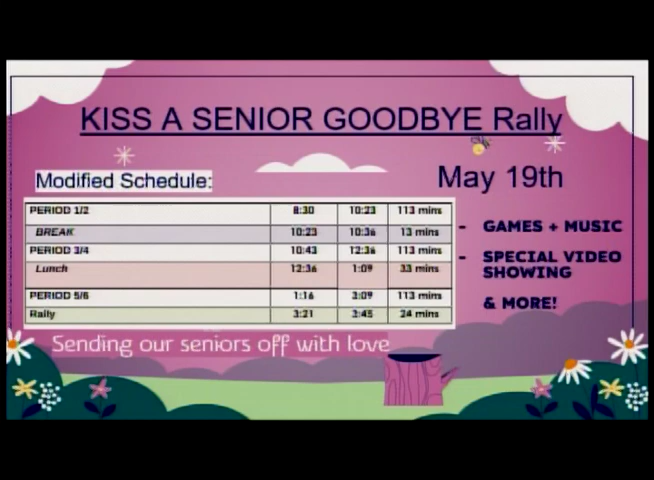 KISS A SENIOR GOODBYE Rally
May 19th
Modified Schedule:
PERIOD 1/2 8:30 10:23 113 mins
BREAK 10:23 10:36 13 mins
PERIOD 3/4 10:43 12:36 113 mins
Lunch 12:36 1:09 33 mins
PERIOD 5/6 1:16 3:09 113 mins
Rally 3:21 3:45 24 mins
- GAMES + MUSIC
- SPECIAL VIDEO
SHOWING
& MORE!
Sending our seniors off with love